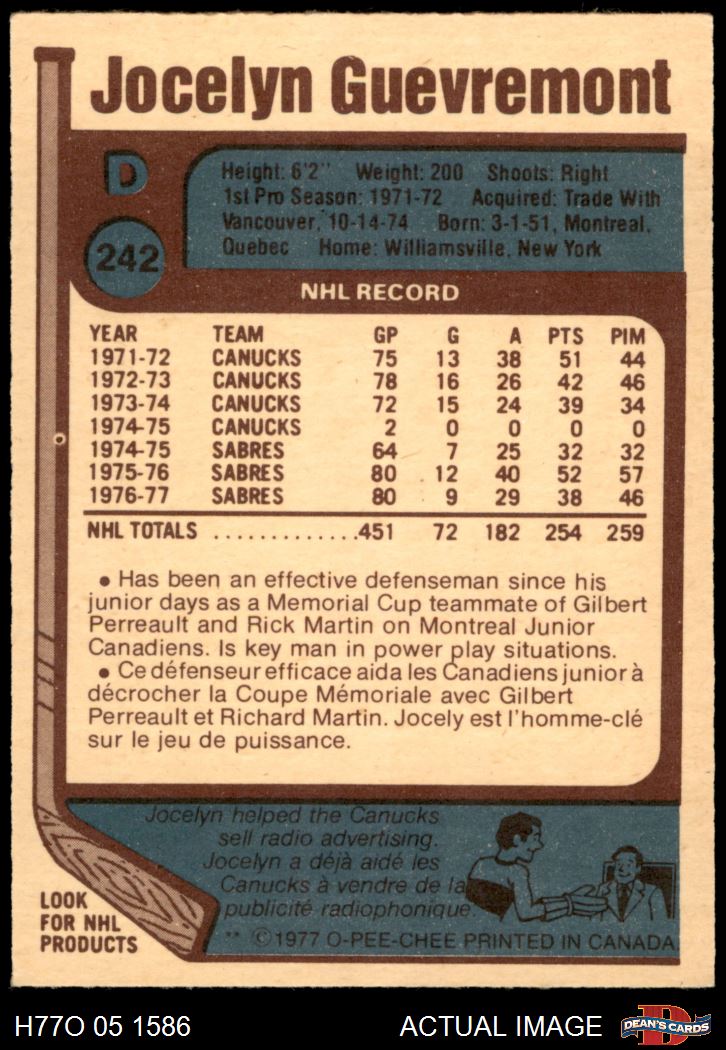 Jocelyn Guevremont
D
242
Height: 6'2" Weight: 200 Shoots: Right
1st Pro Season: 1971-72 Acquired: Trade With
Vancouver, 10-14-74 Born: 3-1-51, Montreal,
Quebec Home: Williamsville, New York
NHL RECORD
YEAR TEAM GP G A PTS PIM
1971-72 CANUCKS 75 13 38 51 44
1972-73 CANUCKS 78 16 26 42 46
1973-74 CANUCKS 72 15 24 39 34
1974-75 CANUCKS 2 0 0 0 0
1974-75 SABRES 64 7 25 32 32
1975-76 SABRES 80 12 40 52 57
1976-77 SABRES 80 9 29 38 46
NHL TOTALS .............451 72 182 254 259
• Has been an effective defenseman since his
junior days as a Memorial Cup teammate of Gilbert
Perreault and Rick Martin on Montreal Junior
Canadiens. Is key man in power play situations.
• Ce défenseur efficace aida les Canadiens junior à
décrocher la Coupe Mémoriale avec Gilbert
Perreault et Richard Martin. Jocely est l'homme-clé
sur le jeu de puissance.
Jocelyn helped the Canucks
sell radio advertising.
Jocelyn a déjà aidé les
Canucks à vendre de la
publicité radiophonique.
** ©1977 O-PEE-CHEE PRINTED IN CANADA
LOOK
FOR NHL
PRODUCTS
H77O 05 1586 ACTUAL IMAGE D DEAN'S CARDS